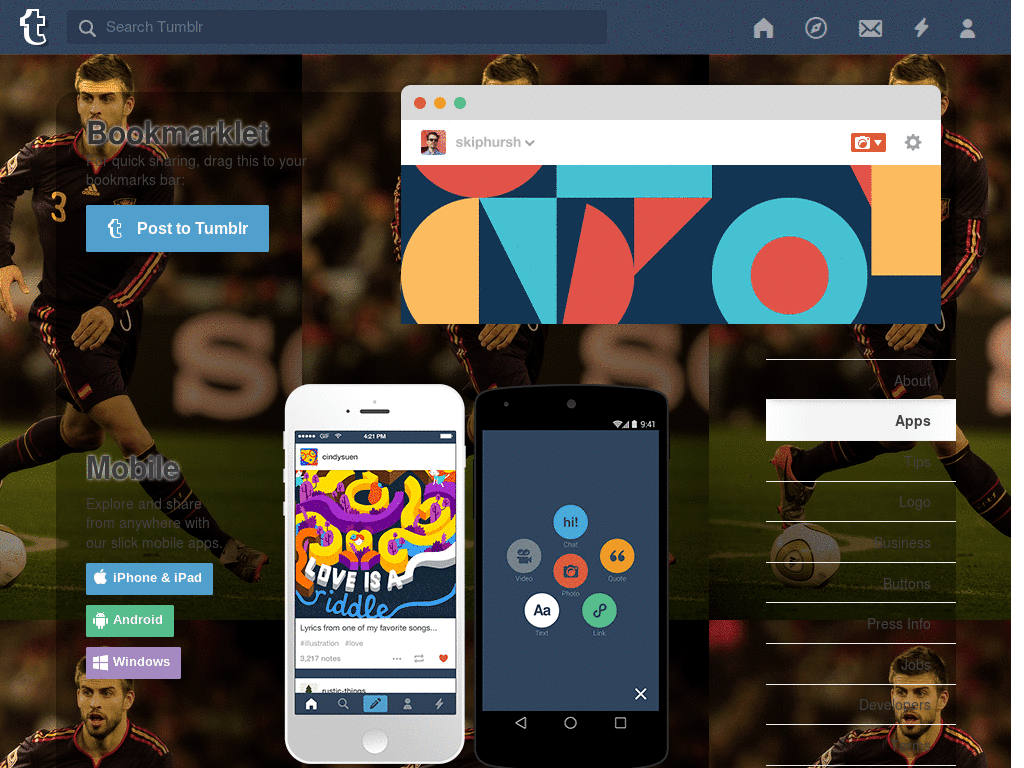 t
Search Tumblr
Bookmarklet
For quick sharing, drag this to your
bookmarks bar:
t Post to Tumblr
skiphursh
3
About
Apps
Tips
Logo
Business
Buttons
Press Info
Jobs
Developers
Mobile
Explore and share
from anywhere with
our slick mobile apps.
iPhone & iPad
Android
Windows
GIF
4:21 PM
cindysuen
LOVE IS A
riddle
Lyrics from one of my favorite songs...
#illustration #love
3,217 notes
rustic-things
9:41
hi!
Chat
Video
Quote
Photo
Aa
Text
Link